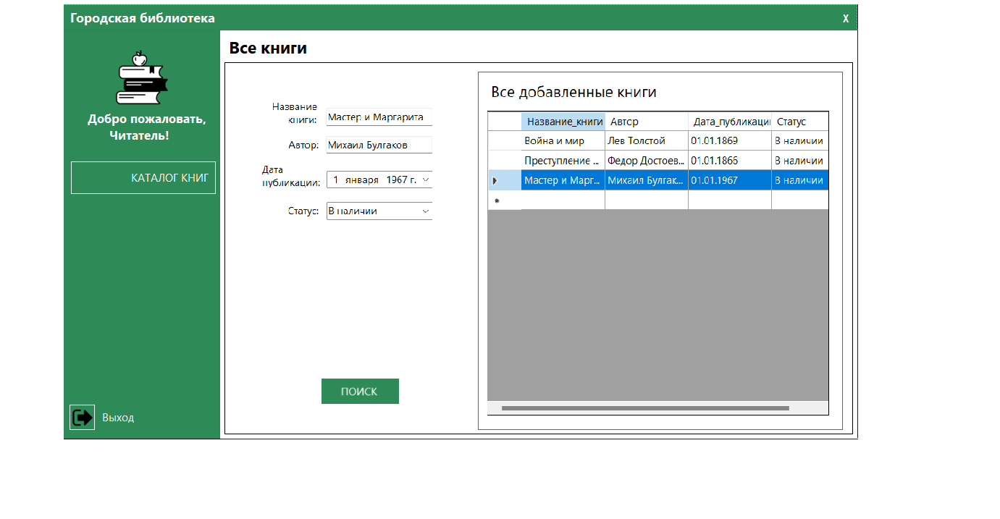 Городская библиотека
X
Добро пожаловать,
Читатель!
КАТАЛОГ КНИГ
Выход
Все книги
Название
книги:
Мастер и Маргарита
Автор:
Михаил Булгаков
Дата
публикации:
1 января 1967 г.
Статус:
В наличии
ПОИСК
Все добавленные книги
Название_книги Автор Дата_публикаци Статус
Война и мир Лев Толстой 01.01.1869 В наличии
Преступление ... Федор Достоев... 01.01.1866 В наличии
Мастер и Марг... Михаил Булгак... 01.01.1967 В наличии